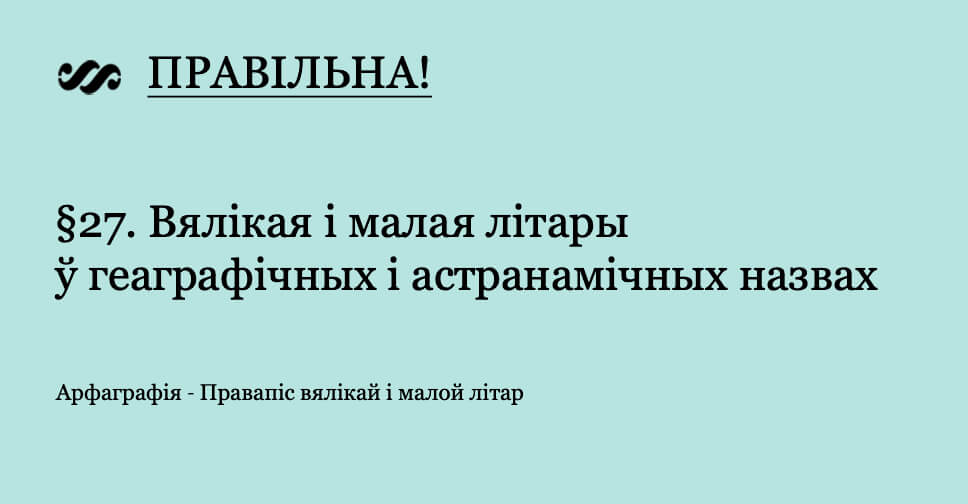 ПРАВІЛЬНА!
§27. Вялікая і малая літары
ў геаграфічных і астранамічных назвах
Арфаграфія - Правапіс вялікай і малой літар